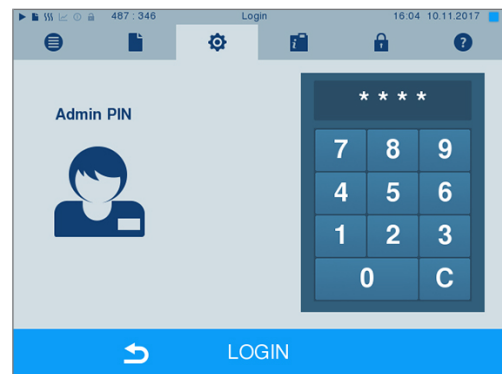 487 : 346 Login 16:04 10.11.2017
i ?
Admin PIN
* * * *
7 8 9
4 5 6
1 2 3
0 C
LOGIN